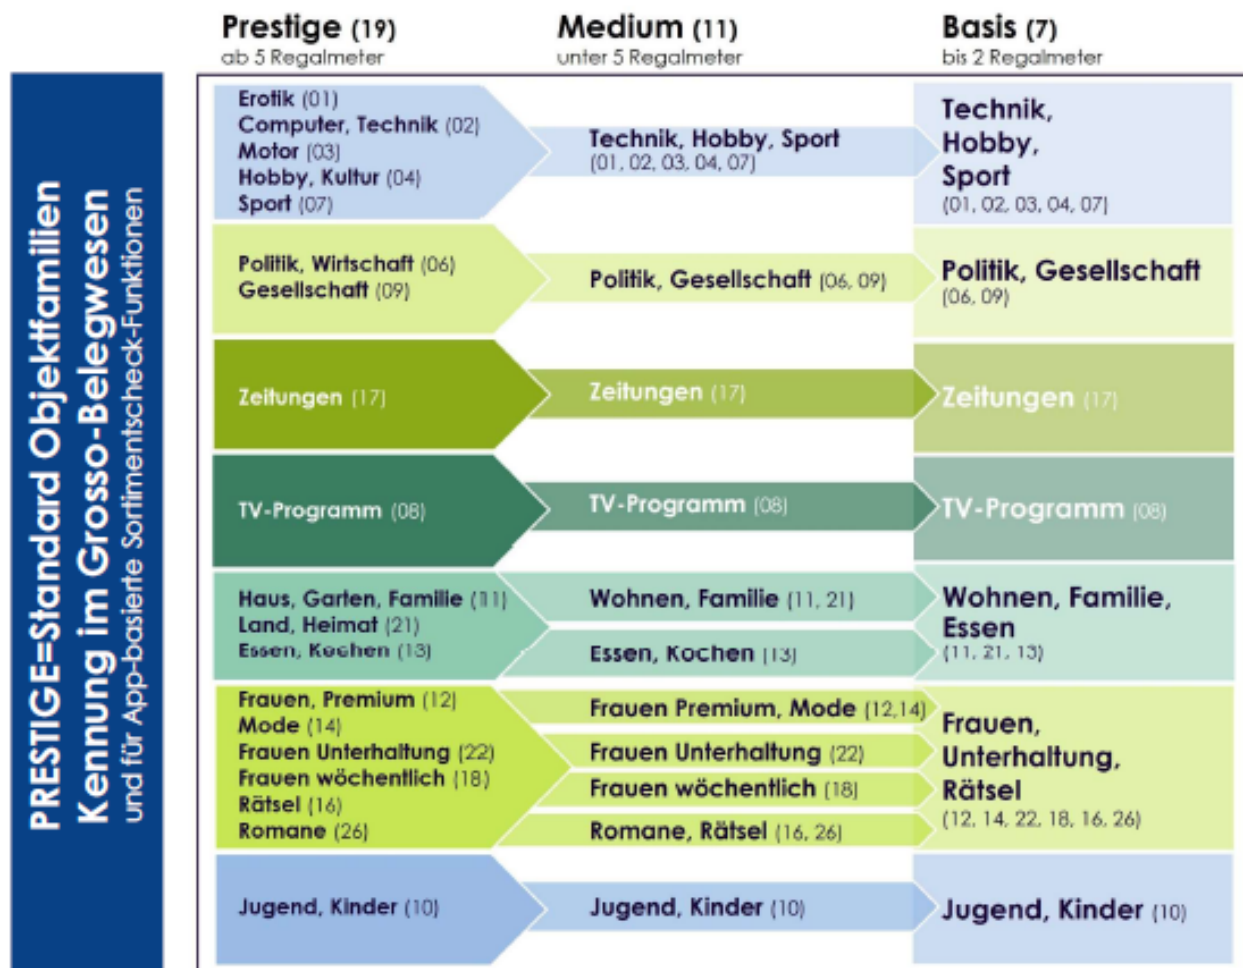 Prestige (19)
ab 5 Regalmeter
Medium (11)
unter 5 Regalmeter
Basis (7)
bis 2 Regalmeter
PRESTIGE=Standard Objektfamilien
Kennung im Grosso-Belegwesen
und für App-basierte Sortimentscheck-Funktionen
Erotik (01)
Computer, Technik (02)
Motor (03)
Hobby, Kultur (04)
Sport (07)
Technik, Hobby, Sport
(01, 02, 03, 04, 07)
Technik,
Hobby,
Sport
(01, 02, 03, 04, 07)
Politik, Wirtschaft (06)
Gesellschaft (09)
Politik, Gesellschaft (06, 09)
Politik, Gesellschaft
(06, 09)
Zeitungen (17)
Zeitungen (17)
Zeitungen (17)
TV-Programm (08)
TV-Programm (08)
TV-Programm (08)
Haus, Garten, Familie (11)
Land, Heimat (21)
Essen, Kochen (13)
Wohnen, Familie (11, 21)
Essen, Kochen (13)
Wohnen, Familie,
Essen
(11, 21, 13)
Frauen, Premium (12)
Mode (14)
Frauen Unterhaltung (22)
Frauen wöchentlich (18)
Rätsel (16)
Romane (26)
Frauen Premium, Mode (12,14)
Frauen Unterhaltung (22)
Frauen wöchentlich (18)
Romane, Rätsel (16, 26)
Frauen,
Unterhaltung,
Rätsel
(12, 14, 22, 18, 16, 26)
Jugend, Kinder (10)
Jugend, Kinder (10)
Jugend, Kinder (10)